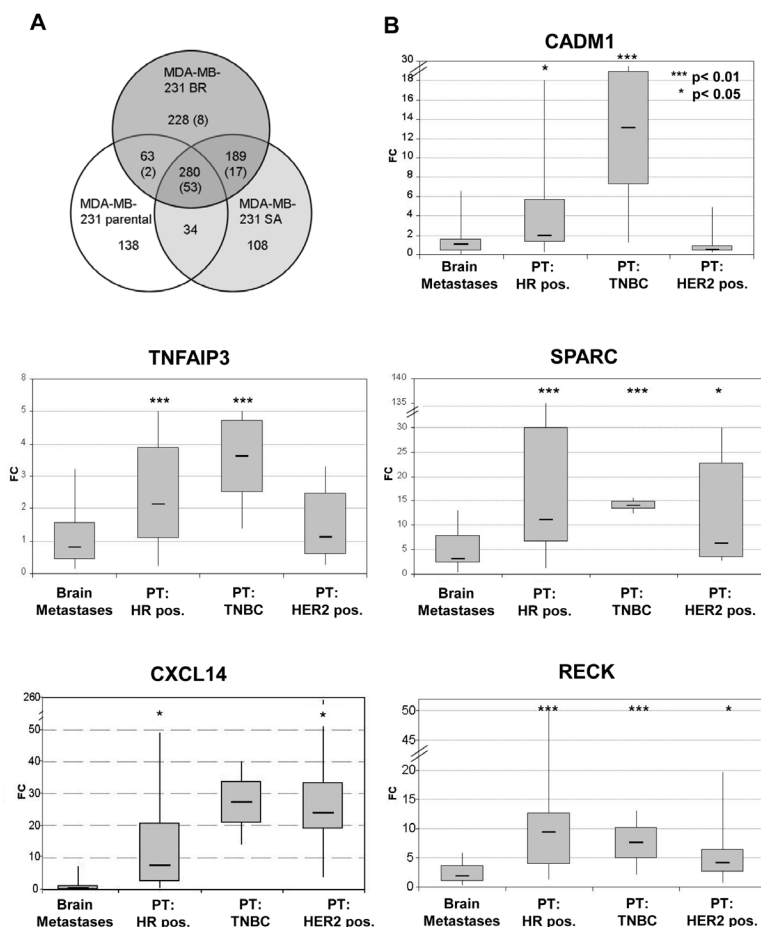 A
MDA-MB-
231 BR
228 (8)
63
(2)
189
(17)
280
(53)
MDA-MB-
231 parental
138
34
MDA-MB-
231 SA
108
B
CADM1
*** p< 0.01
* p< 0.05
* ***
FC
30
18
16
14
12
10
8
6
4
2
0
Brain
Metastases
PT:
HR pos.
PT:
TNBC
PT:
HER2 pos.
TNFAIP3
*** ***
FC
8
5
4
3
2
1
0
Brain
Metastases
PT:
HR pos.
PT:
TNBC
PT:
HER2 pos.
SPARC
*** *** *
FC
140
135
30
25
20
15
10
5
0
Brain
Metastases
PT:
HR pos.
PT:
TNBC
PT:
HER2 pos.
CXCL14
* *
FC
260
50
40
30
20
10
0
Brain
Metastases
PT:
HR pos.
PT:
TNBC
PT:
HER2 pos.
RECK
*** *** *
FC
50
45
20
15
10
5
0
Brain
Metastases
PT:
HR pos.
PT:
TNBC
PT:
HER2 pos.